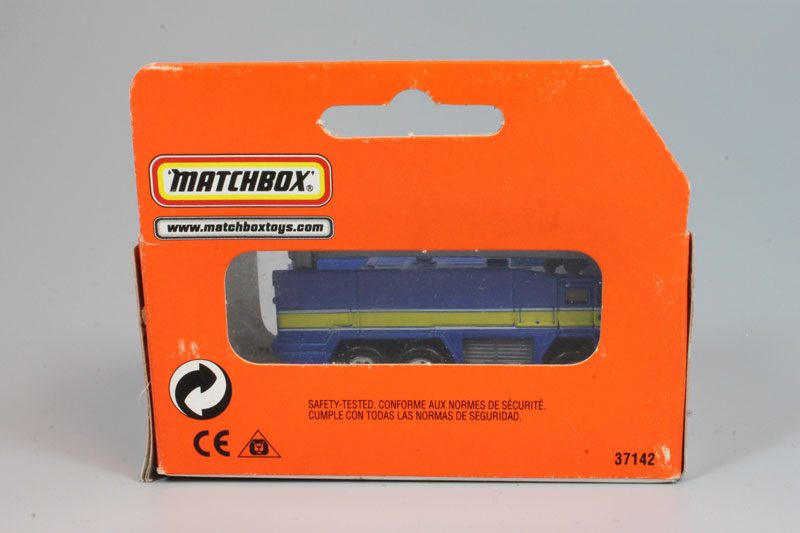 'MATCHBOX'®
www.matchboxtoys.com
SAFETY-TESTED. CONFORME AUX NORMES DE SÉCURITÉ.
CUMPLE CON TODAS LAS NORMAS DE SEGURIDAD.
CE
37142